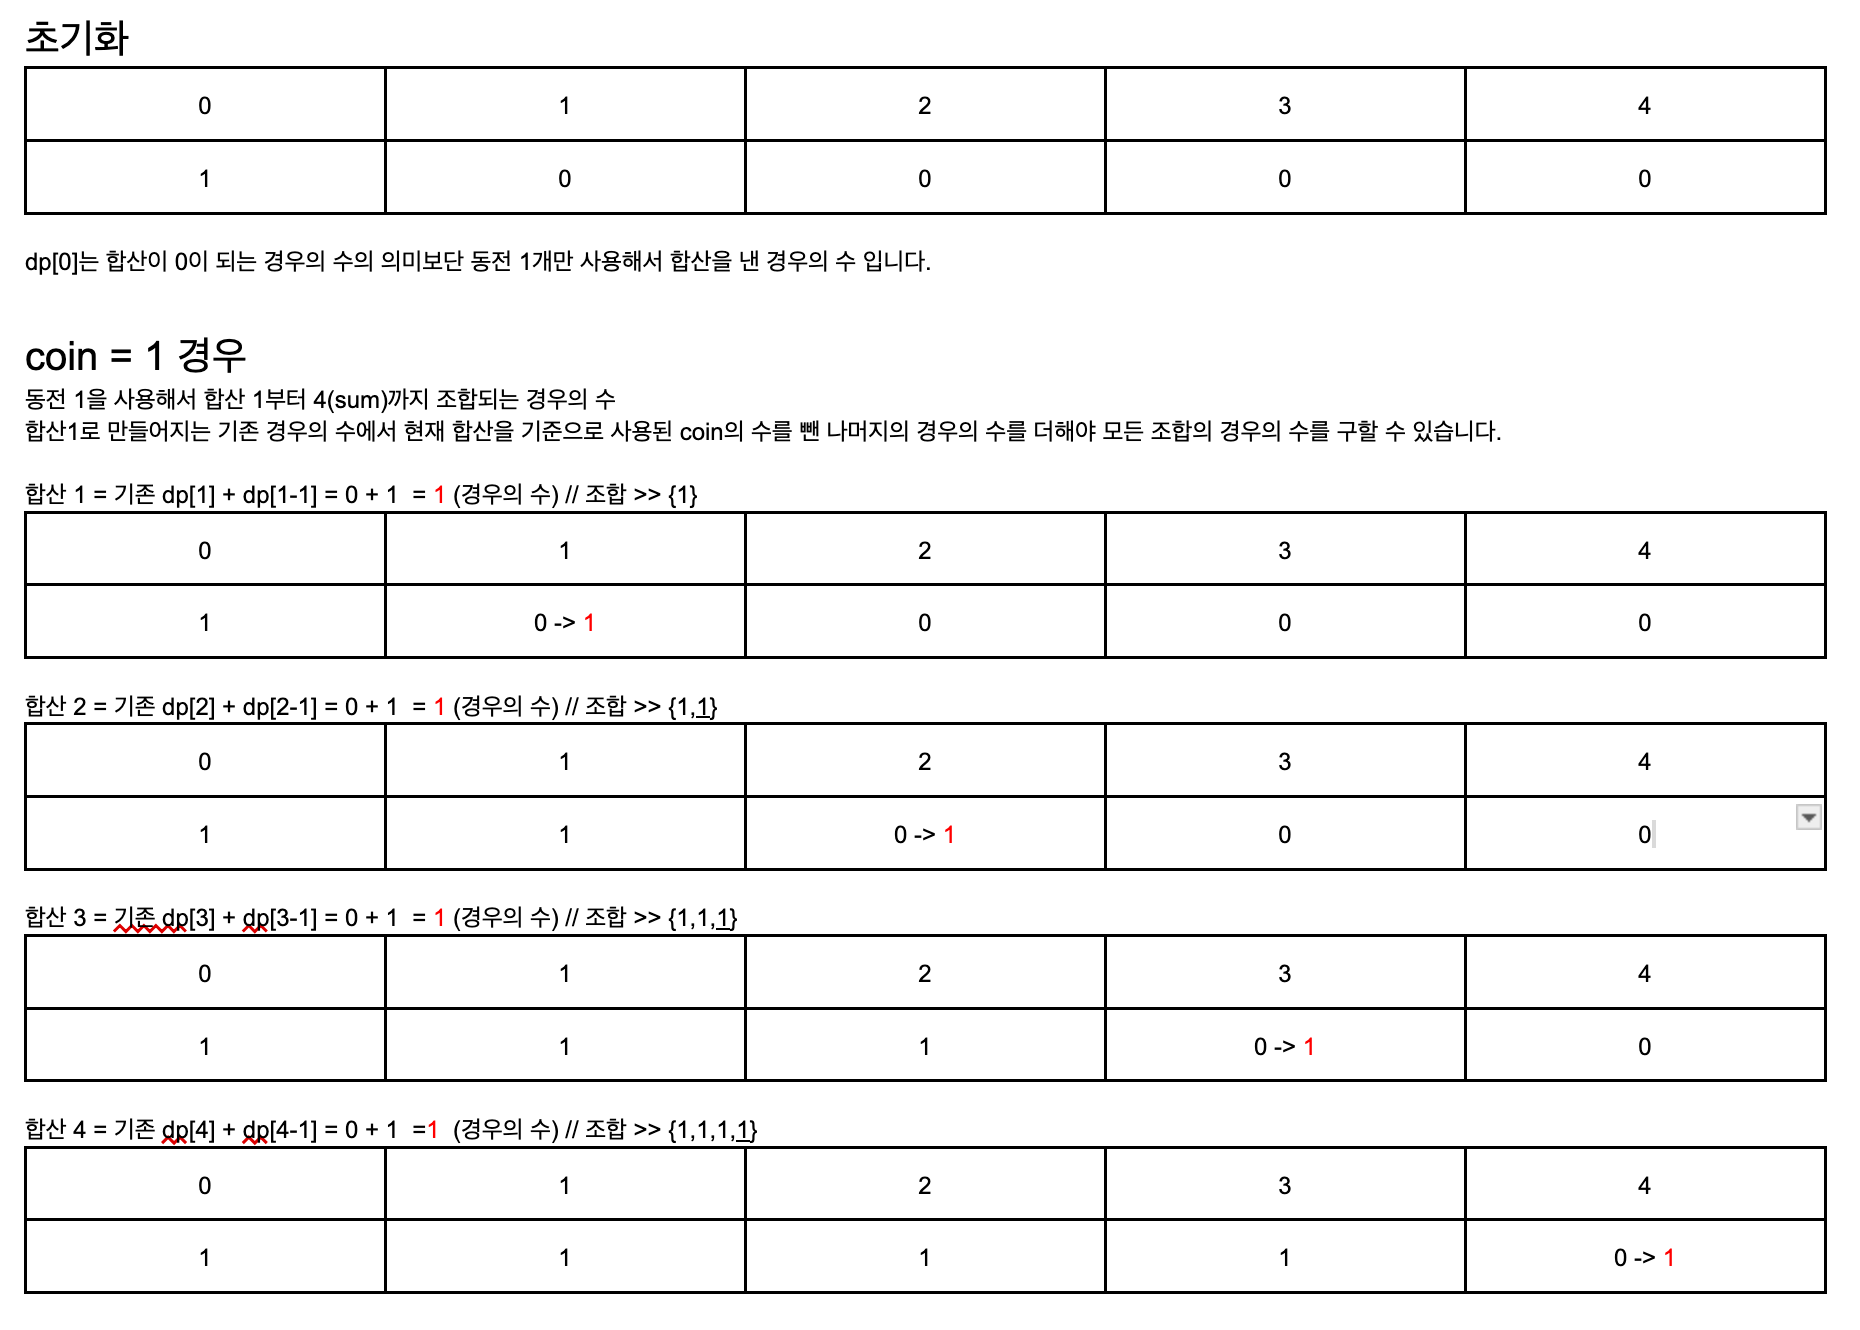 초기화
0 1 2 3 4
1 0 0 0 0
dp[0]는 합산이 0이 되는 경우의 수의 의미보단 동전 1개만 사용해서 합산을 낸 경우의 수 입니다.
coin = 1 경우
동전 1을 사용해서 합산 1부터 4(sum)까지 조합되는 경우의 수
합산1로 만들어지는 기존 경우의 수에서 현재 합산을 기준으로 사용된 coin의 수를 뺀 나머지의 경우의 수를 더해야 모든 조합의 경우의 수를 구할 수 있습니다.
합산 1 = 기존 dp[1] + dp[1-1] = 0 + 1 = 1 (경우의 수) // 조합 >> {1}
0 1 2 3 4
1 0 -> 1 0 0 0
합산 2 = 기존 dp[2] + dp[2-1] = 0 + 1 = 1 (경우의 수) // 조합 >> {1,1}
0 1 2 3 4
1 1 0 -> 1 0 0
합산 3 = 기존 dp[3] + dp[3-1] = 0 + 1 = 1 (경우의 수) // 조합 >> {1,1,1}
0 1 2 3 4
1 1 1 0 -> 1 0
합산 4 = 기존 dp[4] + dp[4-1] = 0 + 1 =1 (경우의 수) // 조합 >> {1,1,1,1}
0 1 2 3 4
1 1 1 1 0 -> 1